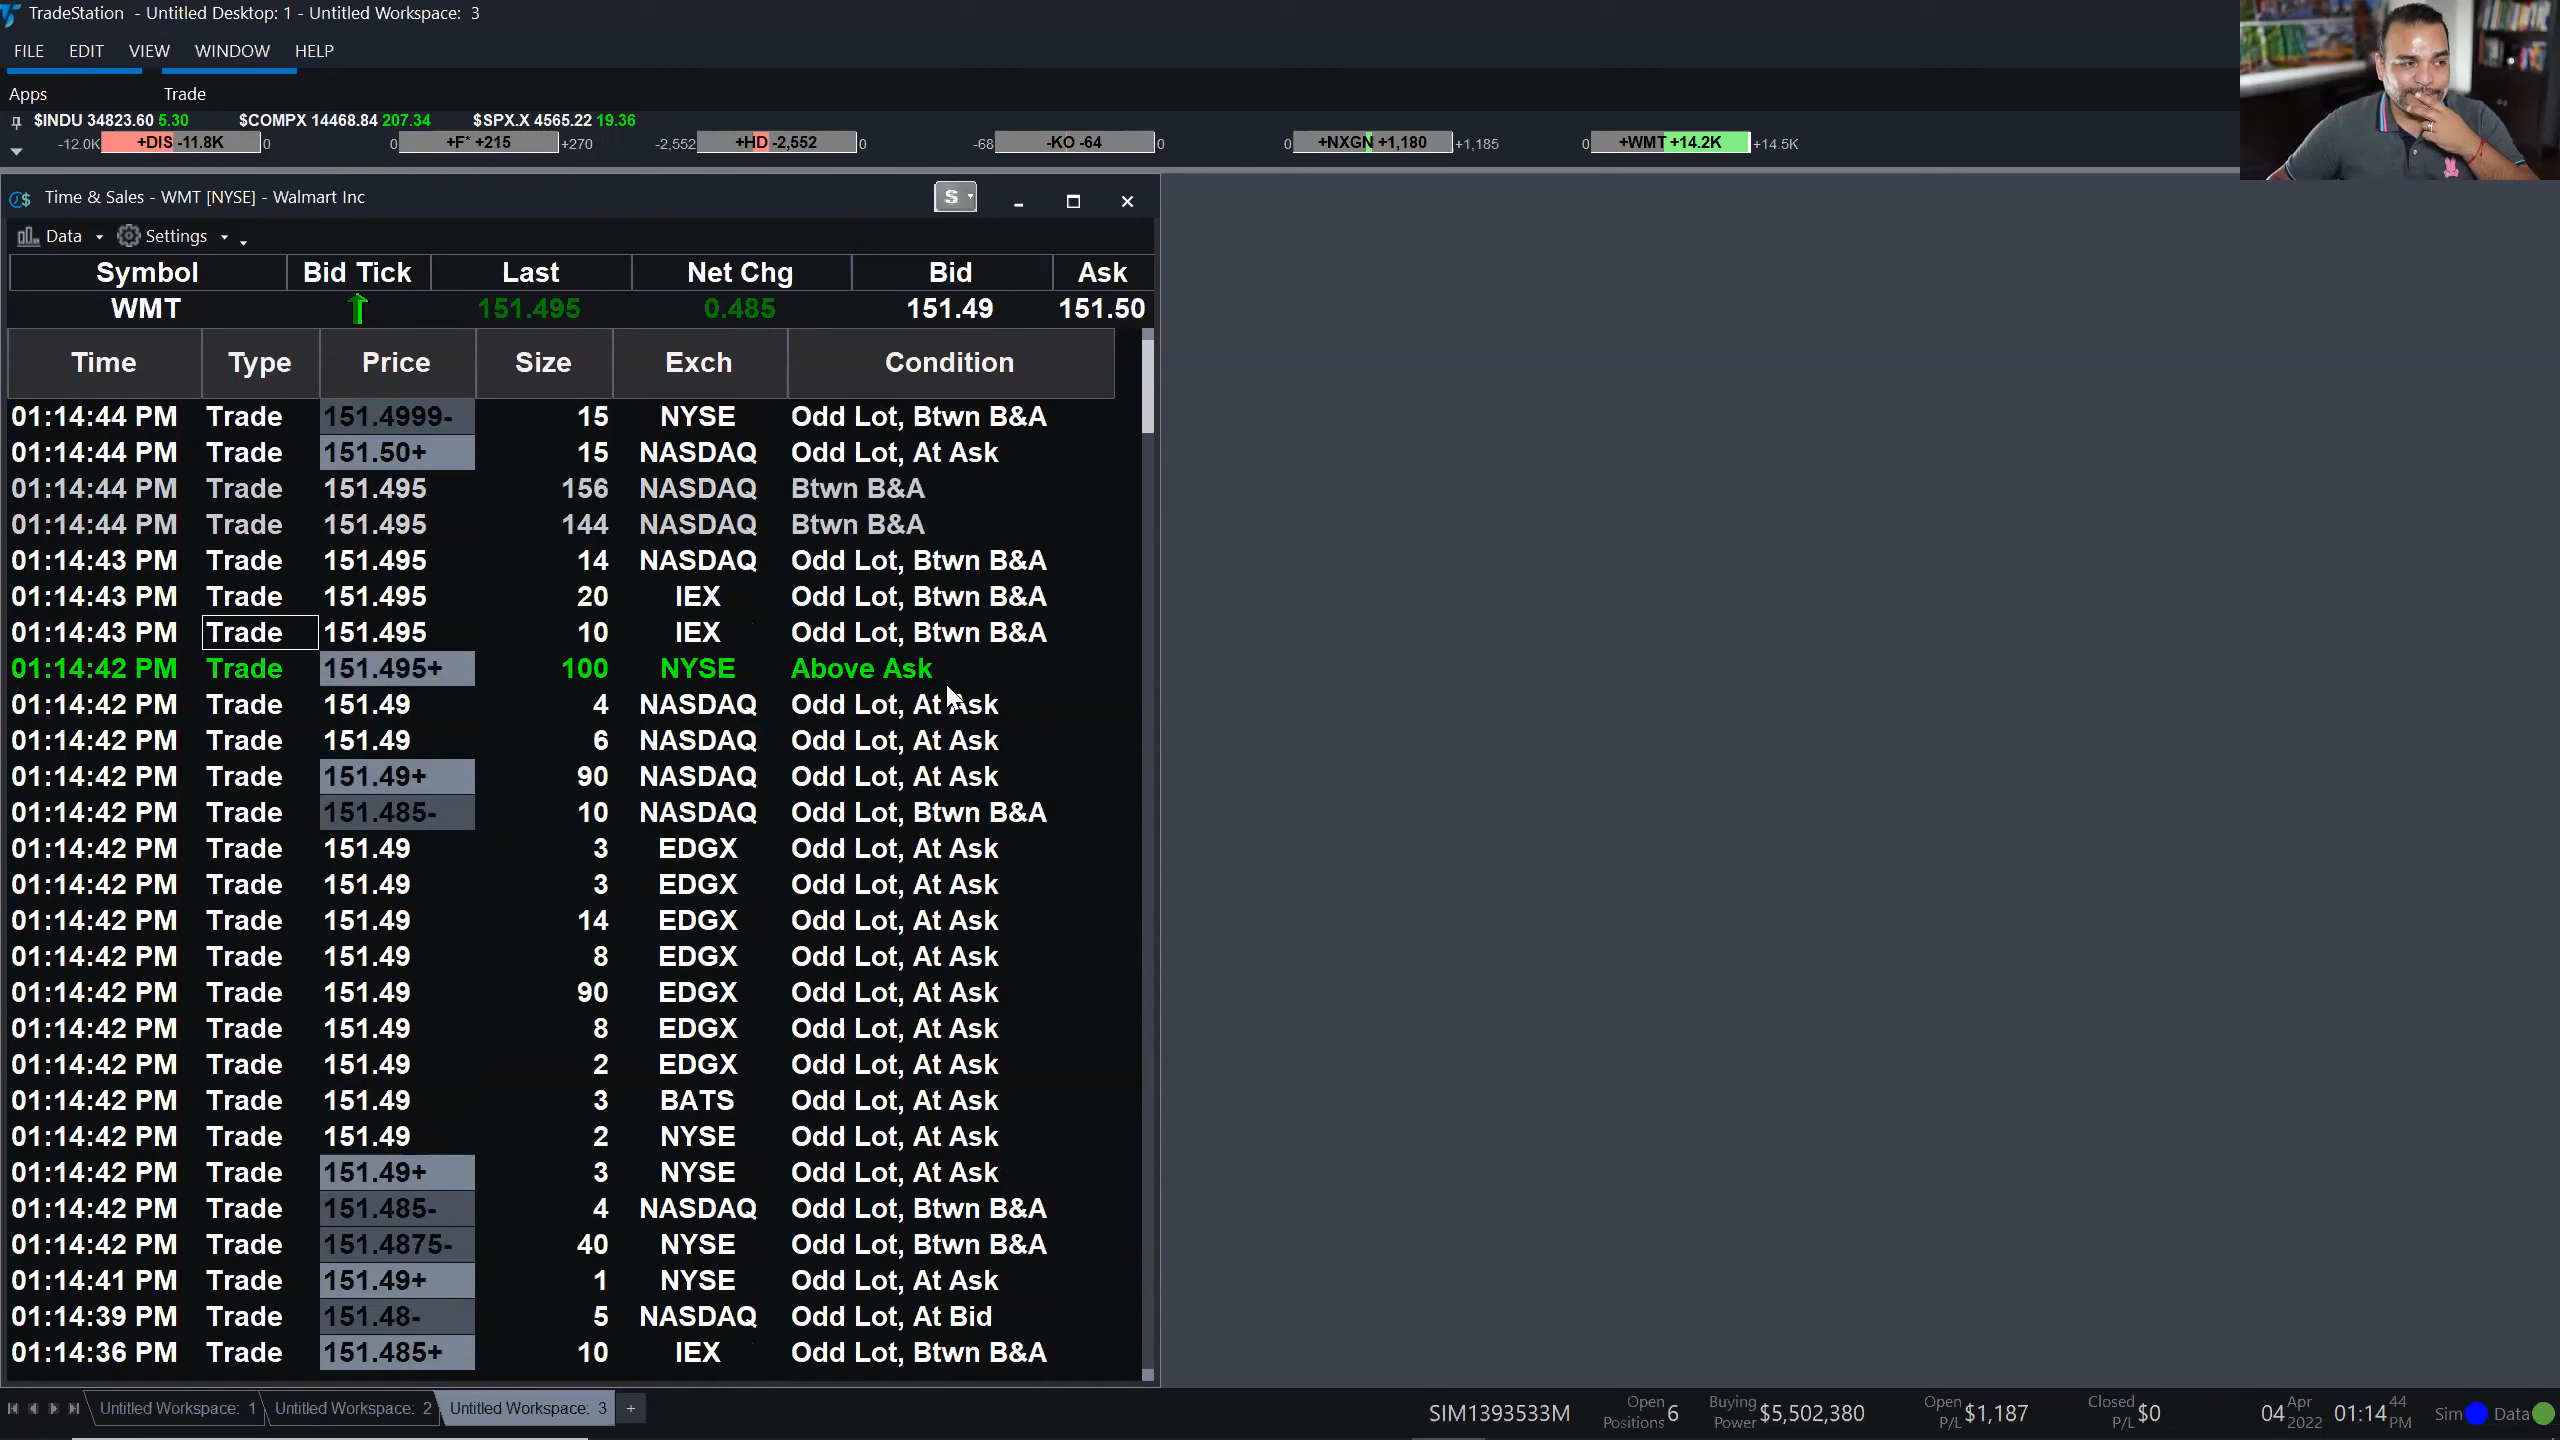 TradeStation - Untitled Desktop: 1 - Untitled Workspace: 3
FILE EDIT VIEW WINDOW HELP
Apps Trade
$INDU 34823.60 5.30 $COMPX 14468.84 207.34 $SPX.X 4565.22 19.36
-12.0K +DIS -11.8K 0 0 +F* +215 +270 -2,552 +HD -2,552 0 -68 -KO -64 0 0 +NXGN +1,180 +1,185 0 +WMT +14.2K +14.5K
Time & Sales - WMT [NYSE] - Walmart Inc S
Data Settings
Symbol Bid Tick Last Net Chg Bid Ask
WMT 151.495 0.485 151.49 151.50
Time Type Price Size Exch Condition
01:14:44 PM Trade 151.4999- 15 NYSE Odd Lot, Btwn B&A
01:14:44 PM Trade 151.50+ 15 NASDAQ Odd Lot, At Ask
01:14:44 PM Trade 151.495 156 NASDAQ Btwn B&A
01:14:44 PM Trade 151.495 144 NASDAQ Btwn B&A
01:14:43 PM Trade 151.495 14 NASDAQ Odd Lot, Btwn B&A
01:14:43 PM Trade 151.495 20 IEX Odd Lot, Btwn B&A
01:14:43 PM Trade 151.495 10 IEX Odd Lot, Btwn B&A
01:14:42 PM Trade 151.495+ 100 NYSE Above Ask
01:14:42 PM Trade 151.49 4 NASDAQ Odd Lot, At Ask
01:14:42 PM Trade 151.49 6 NASDAQ Odd Lot, At Ask
01:14:42 PM Trade 151.49+ 90 NASDAQ Odd Lot, At Ask
01:14:42 PM Trade 151.485- 10 NASDAQ Odd Lot, Btwn B&A
01:14:42 PM Trade 151.49 3 EDGX Odd Lot, At Ask
01:14:42 PM Trade 151.49 3 EDGX Odd Lot, At Ask
01:14:42 PM Trade 151.49 14 EDGX Odd Lot, At Ask
01:14:42 PM Trade 151.49 8 EDGX Odd Lot, At Ask
01:14:42 PM Trade 151.49 90 EDGX Odd Lot, At Ask
01:14:42 PM Trade 151.49 8 EDGX Odd Lot, At Ask
01:14:42 PM Trade 151.49 2 EDGX Odd Lot, At Ask
01:14:42 PM Trade 151.49 3 BATS Odd Lot, At Ask
01:14:42 PM Trade 151.49 2 NYSE Odd Lot, At Ask
01:14:42 PM Trade 151.49+ 3 NYSE Odd Lot, At Ask
01:14:42 PM Trade 151.485- 4 NASDAQ Odd Lot, Btwn B&A
01:14:42 PM Trade 151.4875- 40 NYSE Odd Lot, Btwn B&A
01:14:41 PM Trade 151.49+ 1 NYSE Odd Lot, At Ask
01:14:39 PM Trade 151.48- 5 NASDAQ Odd Lot, At Bid
01:14:36 PM Trade 151.485+ 10 IEX Odd Lot, Btwn B&A
Untitled Workspace: 1 Untitled Workspace: 2 Untitled Workspace: 3 + SIM1393533M Open Positions 6 Buying Power $5,502,380 Open P/L $1,187 Closed P/L $0 04 Apr 2022 01:14 44 PM Sim Data